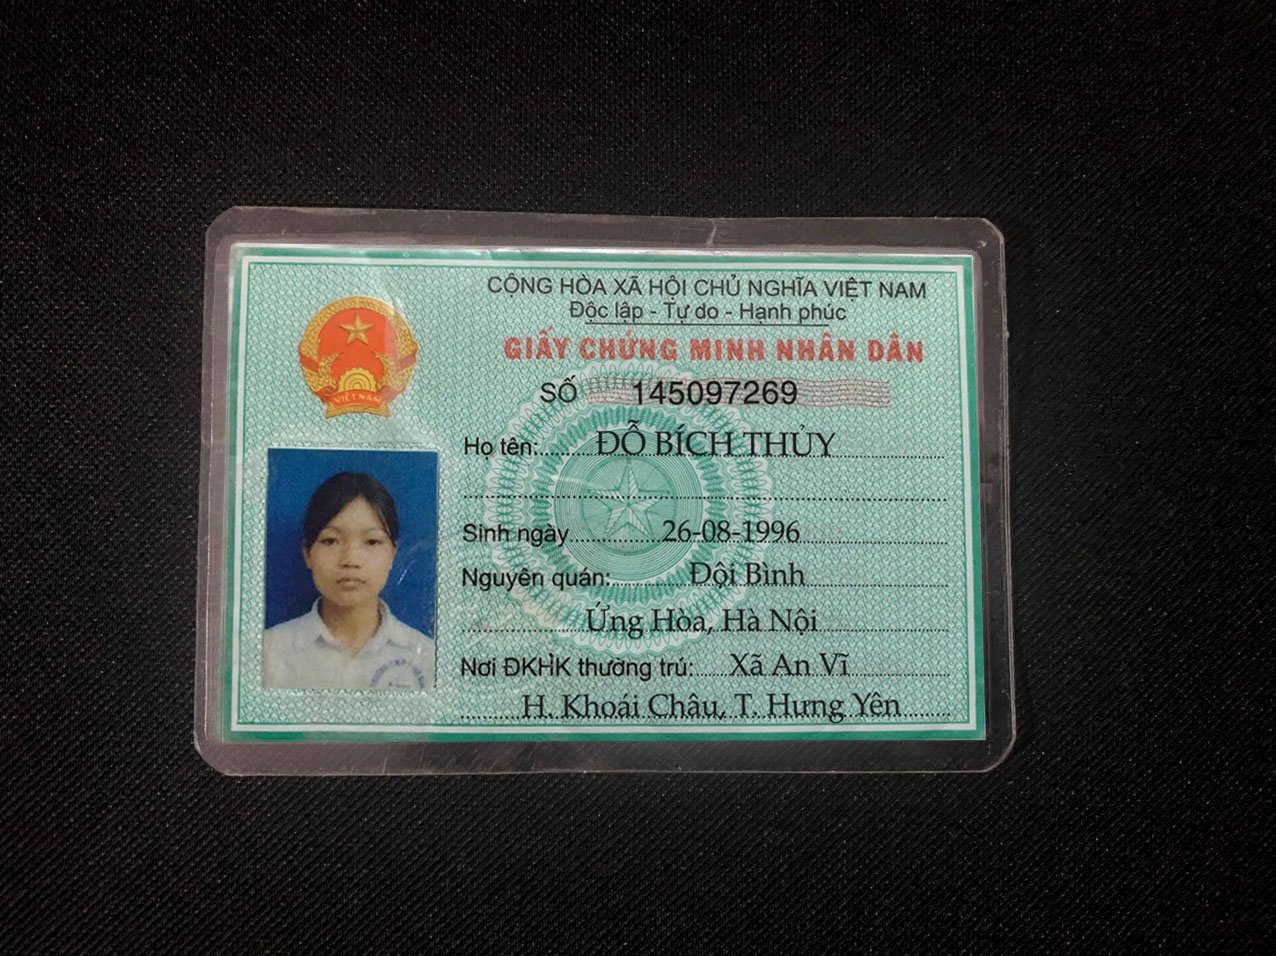 CỘNG HÒA XÃ HỘI CHỦ NGHĨA VIỆT NAM
Độc lập - Tự do - Hạnh phúc
GIẤY CHỨNG MINH NHÂN DÂN
SỐ 145097269
VIỆT NAM
Họ tên: ĐỖ BÍCH THỦY
Sinh ngày 26-08-1996
Nguyên quán: Đội Bình
Ứng Hòa, Hà Nội
Nơi ĐKHK thường trú: Xã An Vĩ
H. Khoái Châu, T. Hưng Yên